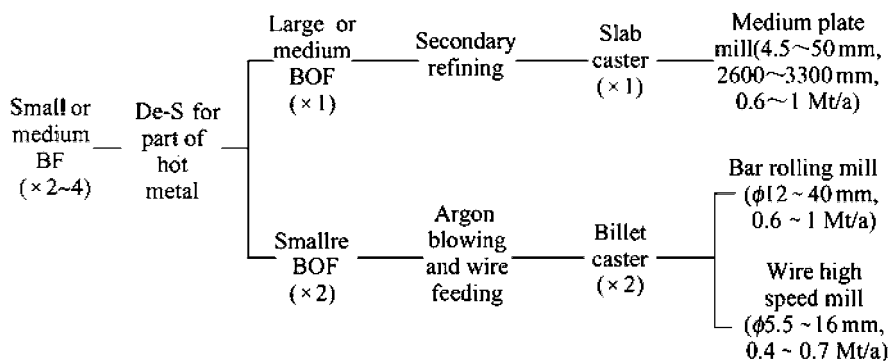 Small or
medium
BF
(×2~4)
De-S for
part of
hot
metal
Large or
medium
BOF
(×1)
Secondary
refining
Slab
caster
(×1)
Medium plate
mill(4.5~50 mm,
2600~3300 mm,
0.6~1 Mt/a)
Smallre
BOF
(×2)
Argon
blowing
and wire
feeding
Billet
caster
(×2)
Bar rolling mill
(ϕ12 ~ 40 mm,
0.6 ~ 1 Mt/a)
Wire high
speed mill
(ϕ5.5 ~ 16 mm,
0.4 ~ 0.7 Mt/a)